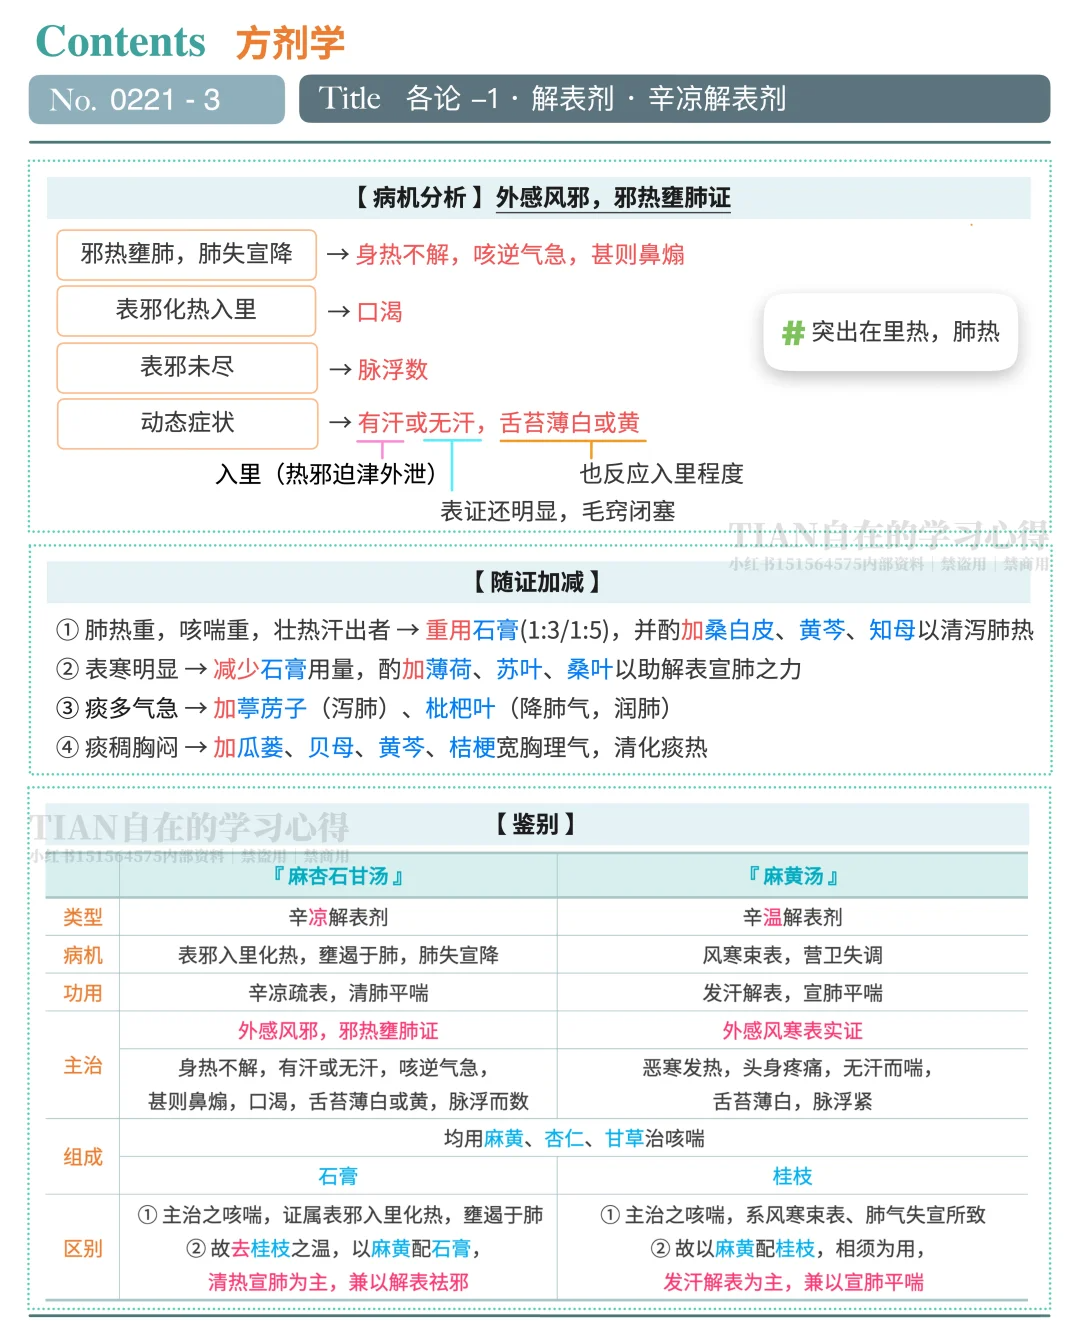 Contents 方剂学
No. 0221 - 3
Title 各论 –1 · 解表剂 · 辛凉解表剂
【 病机分析 】外感风邪，邪热壅肺证
邪热壅肺，肺失宣降 → 身热不解，咳逆气急，甚则鼻煽
表邪化热入里 → 口渴
# 突出在里热，肺热
表邪未尽 → 脉浮数
动态症状 → 有汗或无汗，舌苔薄白或黄
入里（热邪迫津外泄）
也反应入里程度
表证还明显，毛窍闭塞
TIAN自在的学习心得
小红书151564575内部资料｜禁盗用｜禁商用
【 随证加减 】
① 肺热重，咳喘重，壮热汗出者 → 重用石膏(1:3/1:5)，并酌加桑白皮、黄芩、知母以清泻肺热
② 表寒明显 → 减少石膏用量，酌加薄荷、苏叶、桑叶以助解表宣肺之力
③ 痰多气急 → 加葶苈子（泻肺）、枇杷叶（降肺气，润肺）
④ 痰稠胸闷 → 加瓜蒌、贝母、黄芩、桔梗宽胸理气，清化痰热
【 鉴别 】
TIAN自在的学习心得
小红书151564575内部资料｜禁盗用｜禁商用
『 麻杏石甘汤 』 『 麻黄汤 』
类型 辛凉解表剂 辛温解表剂
病机 表邪入里化热，壅遏于肺，肺失宣降 风寒束表，营卫失调
功用 辛凉疏表，清肺平喘 发汗解表，宣肺平喘
主治 外感风邪，邪热壅肺证 外感风寒表实证
身热不解，有汗或无汗，咳逆气急， 恶寒发热，头身疼痛，无汗而喘，
甚则鼻煽，口渴，舌苔薄白或黄，脉浮而数 舌苔薄白，脉浮紧
组成 均用麻黄、杏仁、甘草治咳喘
石膏 桂枝
区别 ① 主治之咳喘，证属表邪入里化热，壅遏于肺 ① 主治之咳喘，系风寒束表、肺气失宣所致
② 故去桂枝之温，以麻黄配石膏， ② 故以麻黄配桂枝，相须为用，
清热宣肺为主，兼以解表祛邪 发汗解表为主，兼以宣肺平喘